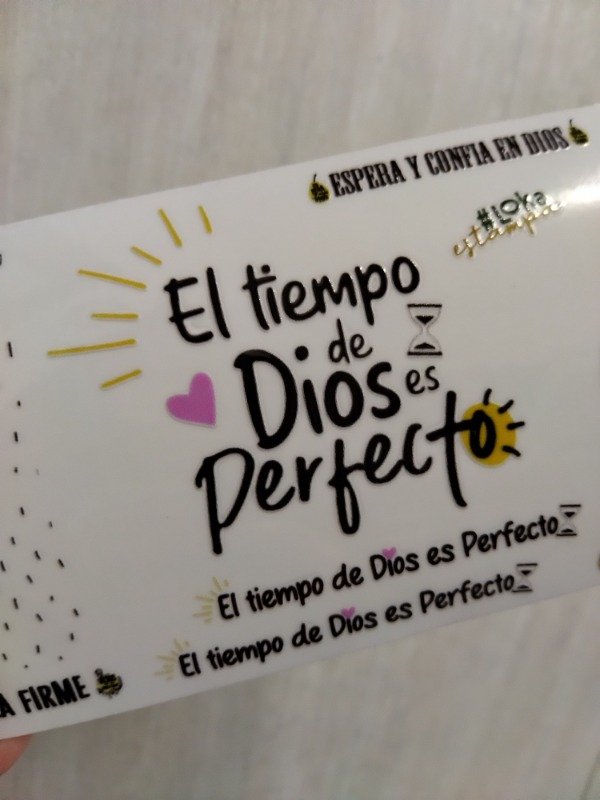 ESPERA Y CONFIA EN DIOS
#LOKa
estampa
El tiempo
de
Dios es
Perfecto
El tiempo de Dios es Perfecto
El tiempo de Dios es Perfecto
A FIRME